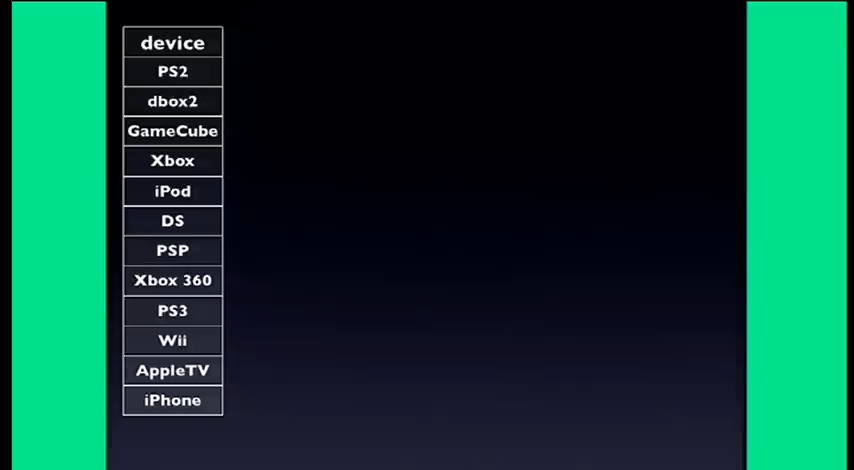 device
PS2
dbox2
GameCube
Xbox
iPod
DS
PSP
Xbox 360
PS3
Wii
AppleTV
iPhone